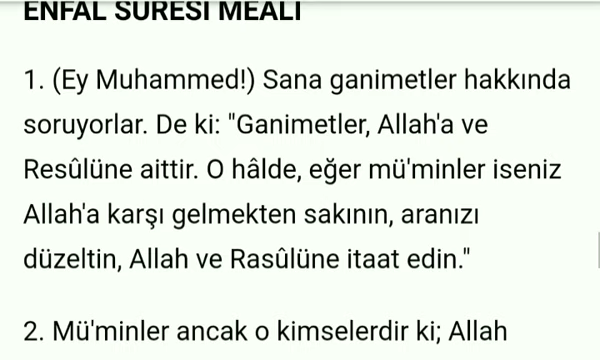 ENFAL SURESİ MEALİ
1. (Ey Muhammed!) Sana ganimetler hakkında
soruyorlar. De ki: "Ganimetler, Allah'a ve
Resûlüne aittir. O hâlde, eğer mü'minler iseniz
Allah'a karşı gelmekten sakının, aranızı
düzeltin, Allah ve Rasûlüne itaat edin."
2. Mü'minler ancak o kimselerdir ki; Allah